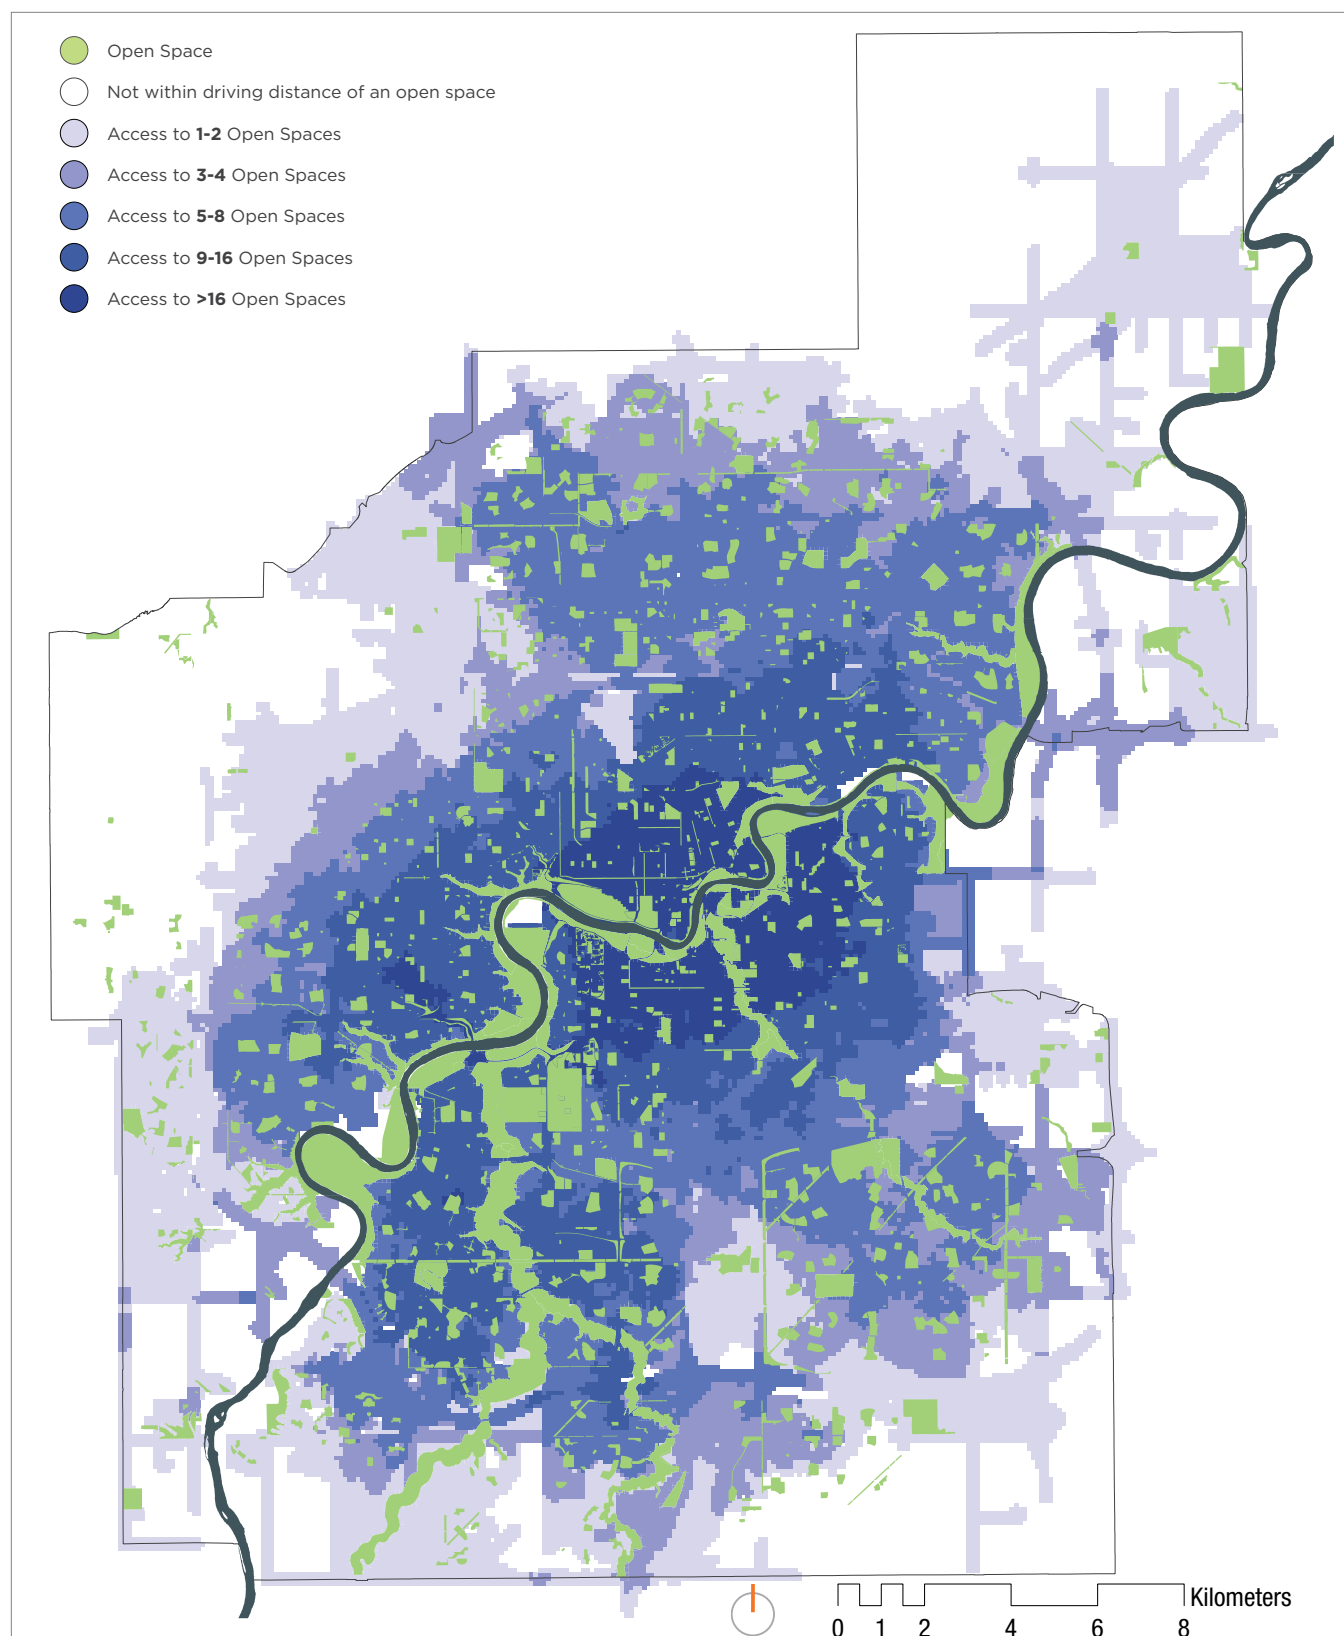 Open Space
Not within driving distance of an open space
Access to 1-2 Open Spaces
Access to 3-4 Open Spaces
Access to 5-8 Open Spaces
Access to 9-16 Open Spaces
Access to >16 Open Spaces
Kilometers
0 1 2 4 6 8